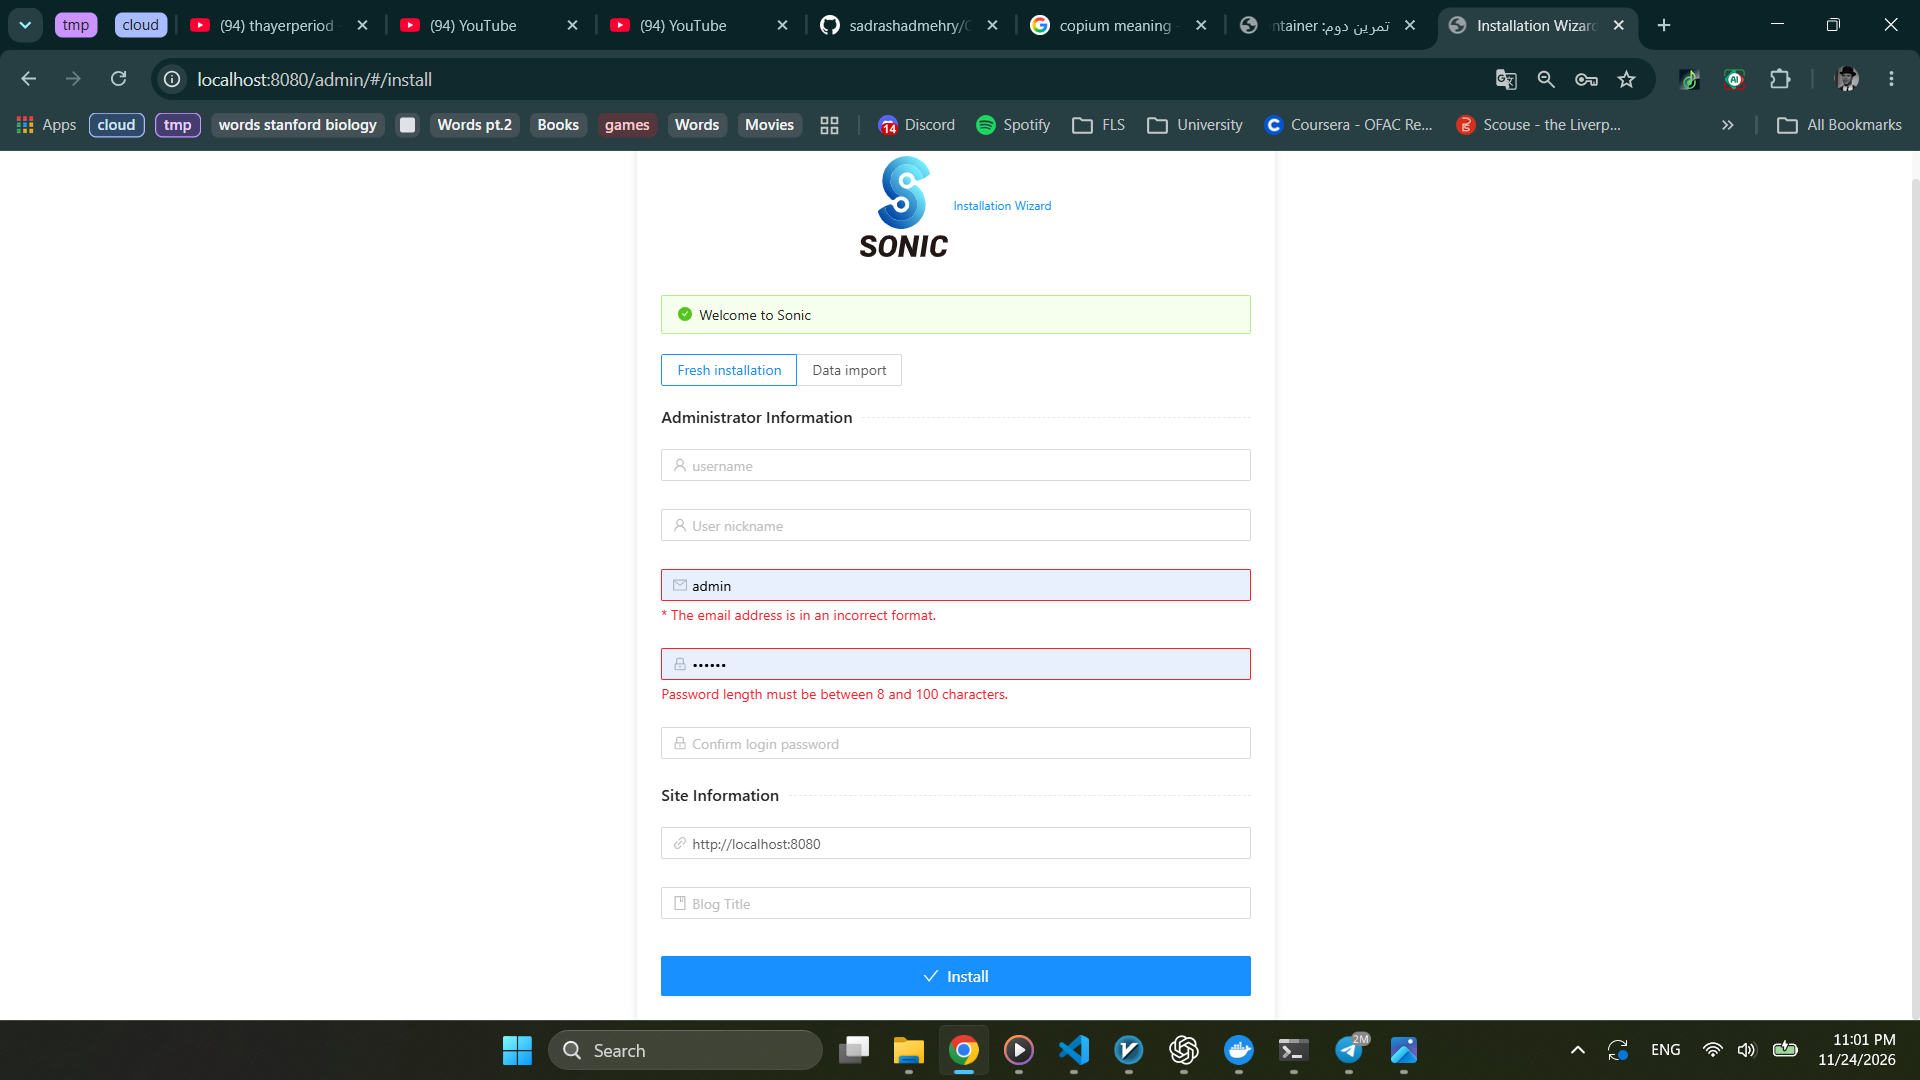 tmp
cloud
(94) thayerperiod
(94) YouTube
(94) YouTube
sadrashadmehry/
copium meaning
تمرین دوم: ntainer
Installation Wizard
localhost:8080/admin/#/install
Apps
cloud
tmp
words stanford biology
Words pt.2
Books
games
Words
Movies
14
Discord
Spotify
FLS
University
Coursera - OFAC Re...
Scouse - the Liverp...
»
All Bookmarks
SONIC
Installation Wizard
Welcome to Sonic
Fresh installation
Data import
Administrator Information
username
User nickname
admin
* The email address is in an incorrect format.
••••••
Password length must be between 8 and 100 characters.
Confirm login password
Site Information
http://localhost:8080
Blog Title
Install
Search
2M
ENG
11:01 PM
11/24/2026